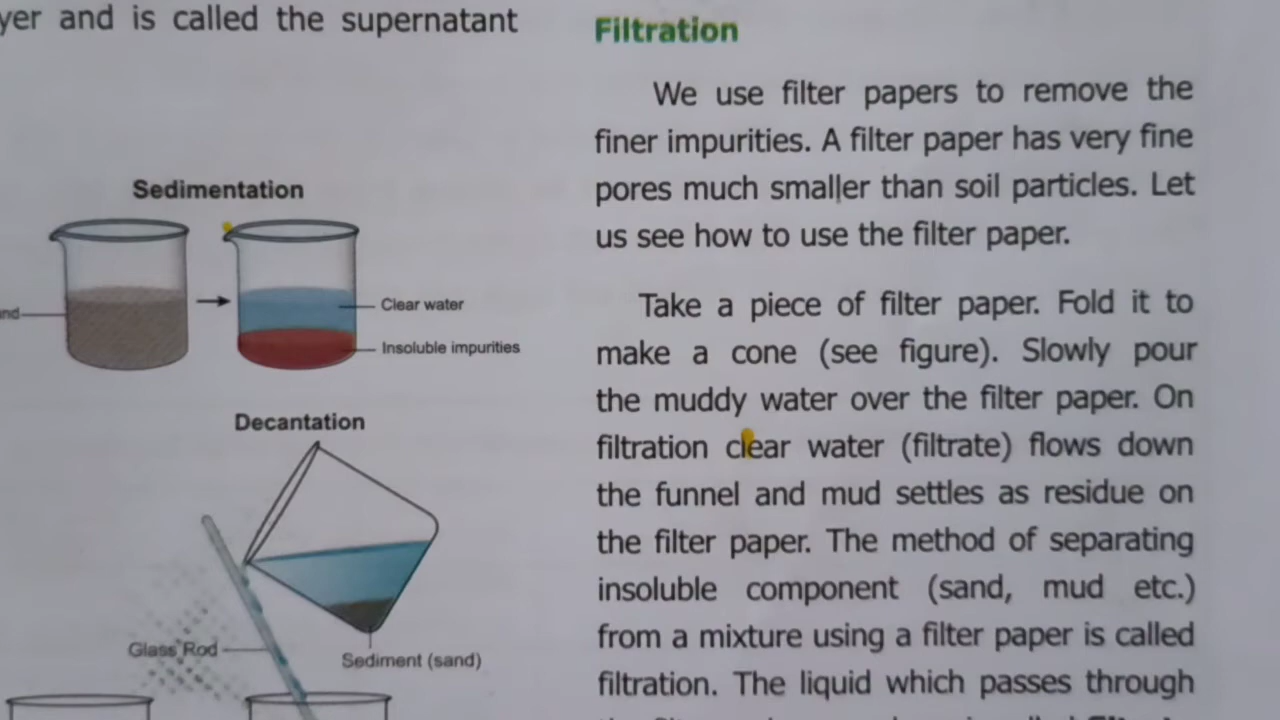 yer and is called the supernatant
Sedimentation
Clear water
Insoluble impurities
Decantation
Glass Rod
Sediment (sand)
Filtration
We use filter papers to remove the
finer impurities. A filter paper has very fine
pores much smaller than soil particles. Let
us see how to use the filter paper.
Take a piece of filter paper. Fold it to
make a cone (see figure). Slowly pour
the muddy water over the filter paper. On
filtration clear water (filtrate) flows down
the funnel and mud settles as residue on
the filter paper. The method of separating
insoluble component (sand, mud etc.)
from a mixture using a filter paper is called
filtration. The liquid which passes through